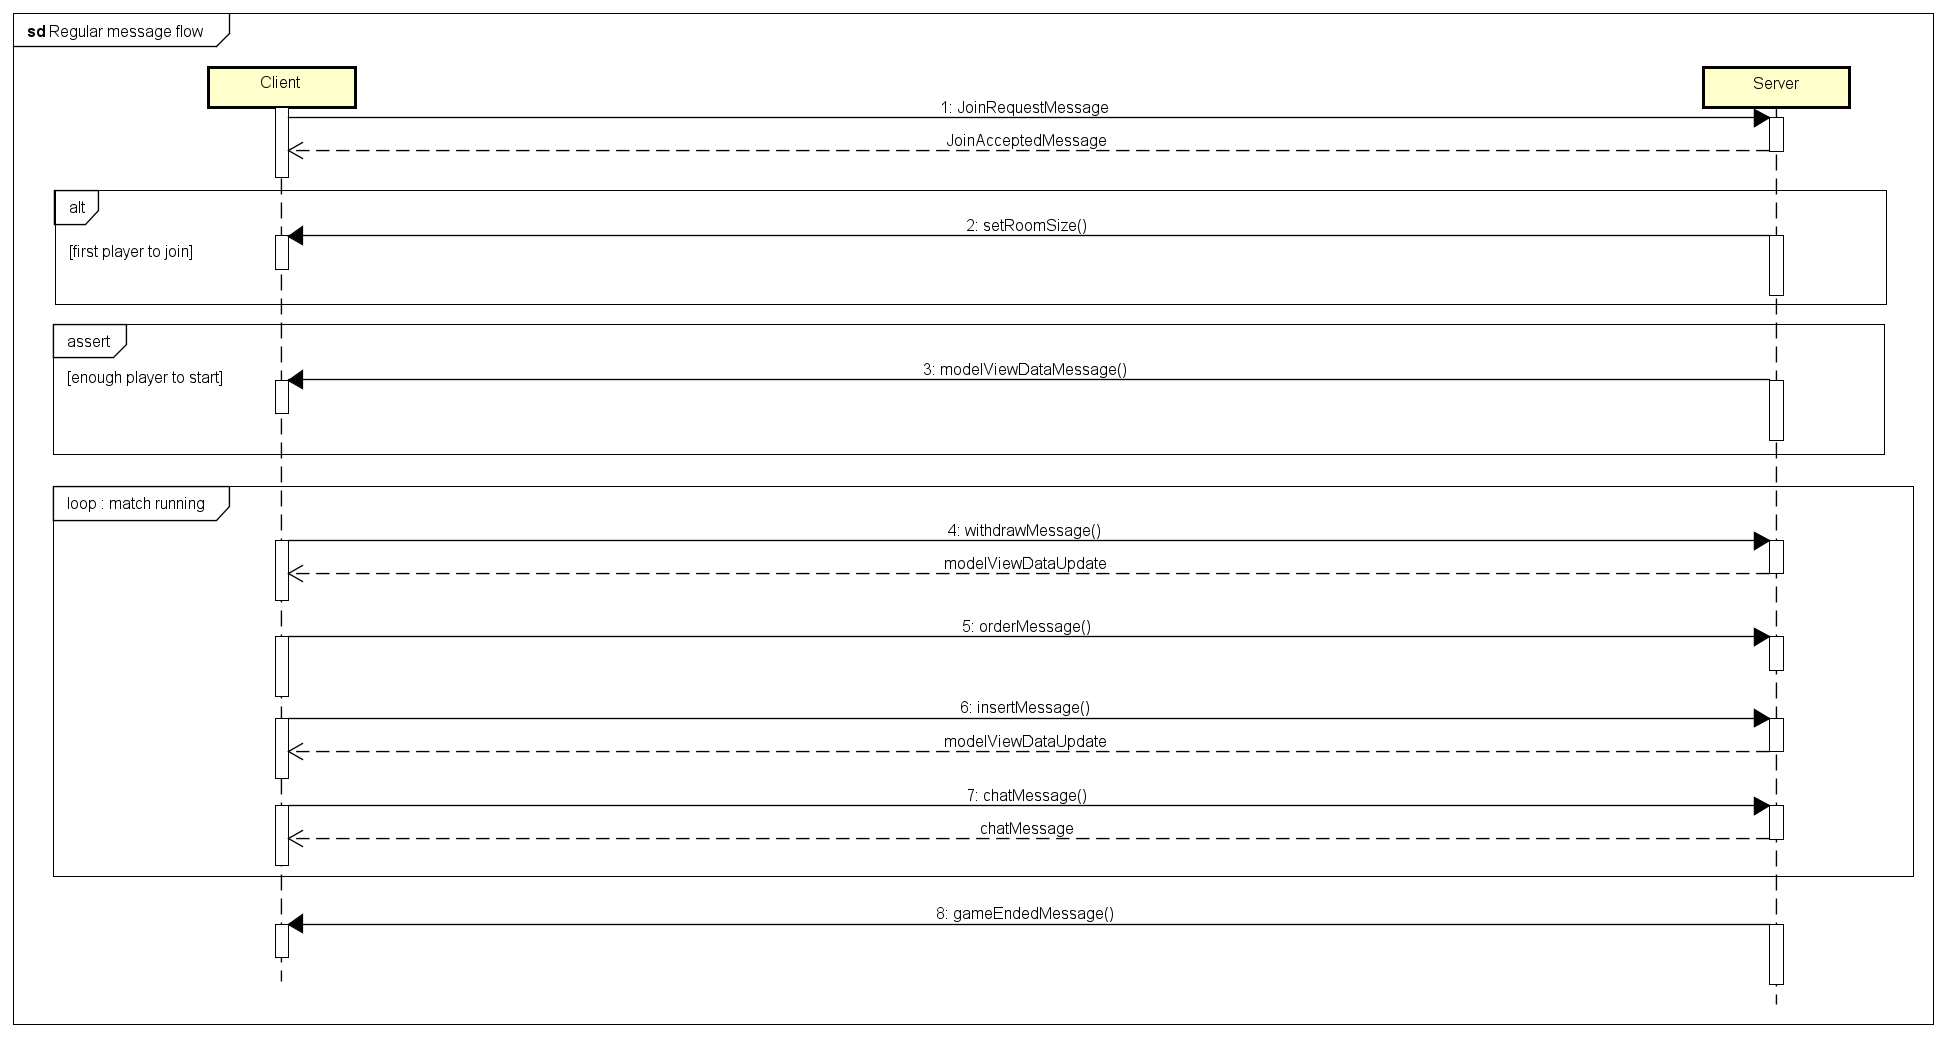 sd Regular message flow
Client
Server
1: JoinRequestMessage
JoinAcceptedMessage
alt
2: setRoomSize()
[first player to join]
assert
3: modelViewDataMessage()
[enough player to start]
loop : match running
4: withdrawMessage()
modelViewDataUpdate
5: orderMessage()
6: insertMessage()
modelViewDataUpdate
7: chatMessage()
chatMessage
8: gameEndedMessage()